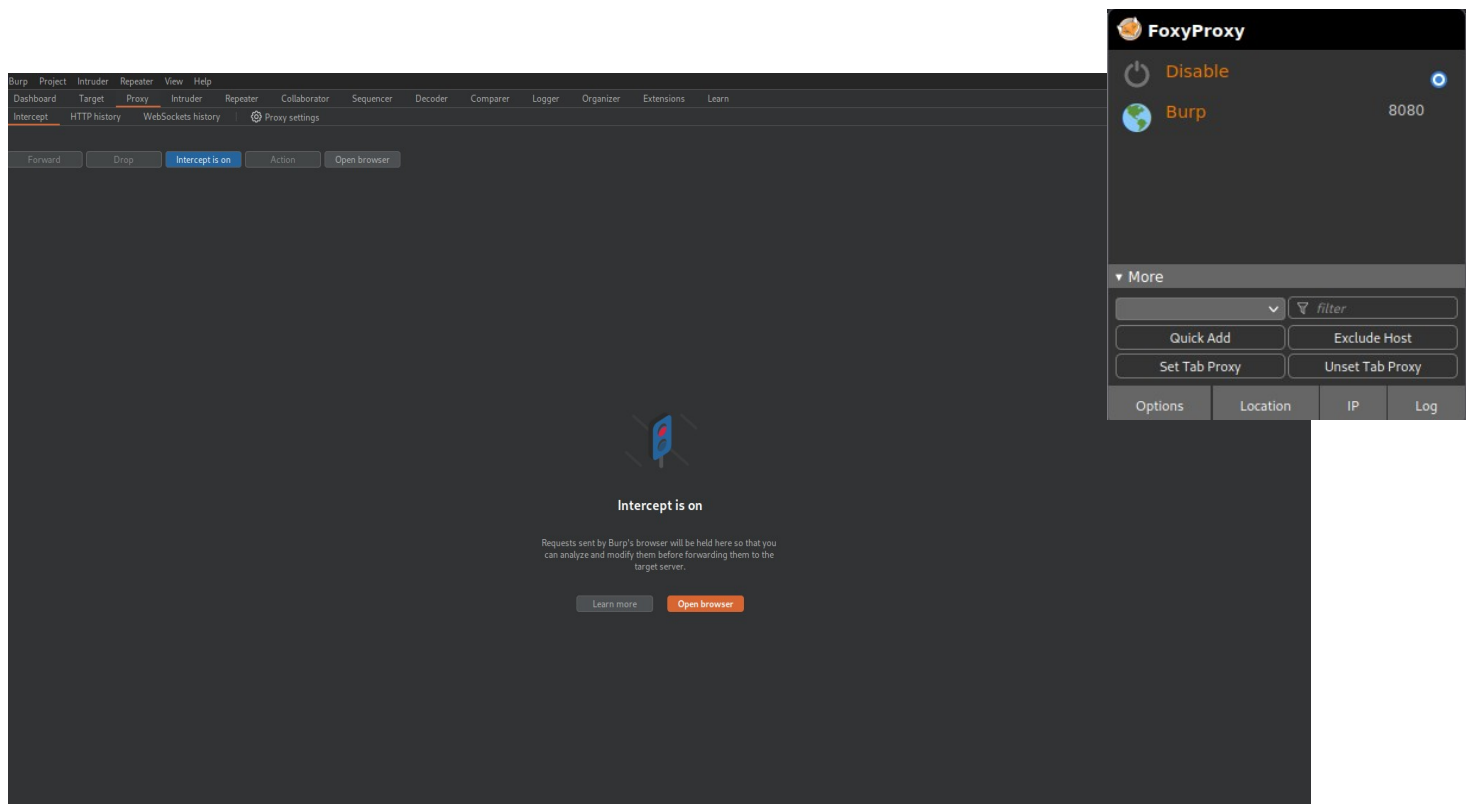 FoxyProxy
Disable
Burp 8080
▾ More
filter
Quick Add Exclude Host
Set Tab Proxy Unset Tab Proxy
Options Location IP Log
Burp Project Intruder Repeater View Help
Dashboard Target Proxy Intruder Repeater Collaborator Sequencer Decoder Comparer Logger Organizer Extensions Learn
Intercept HTTP history WebSockets history Proxy settings
Forward Drop Intercept is on Action Open browser
Intercept is on
Requests sent by Burp's browser will be held here so that you
can analyze and modify them before forwarding them to the
target server.
Learn more Open browser